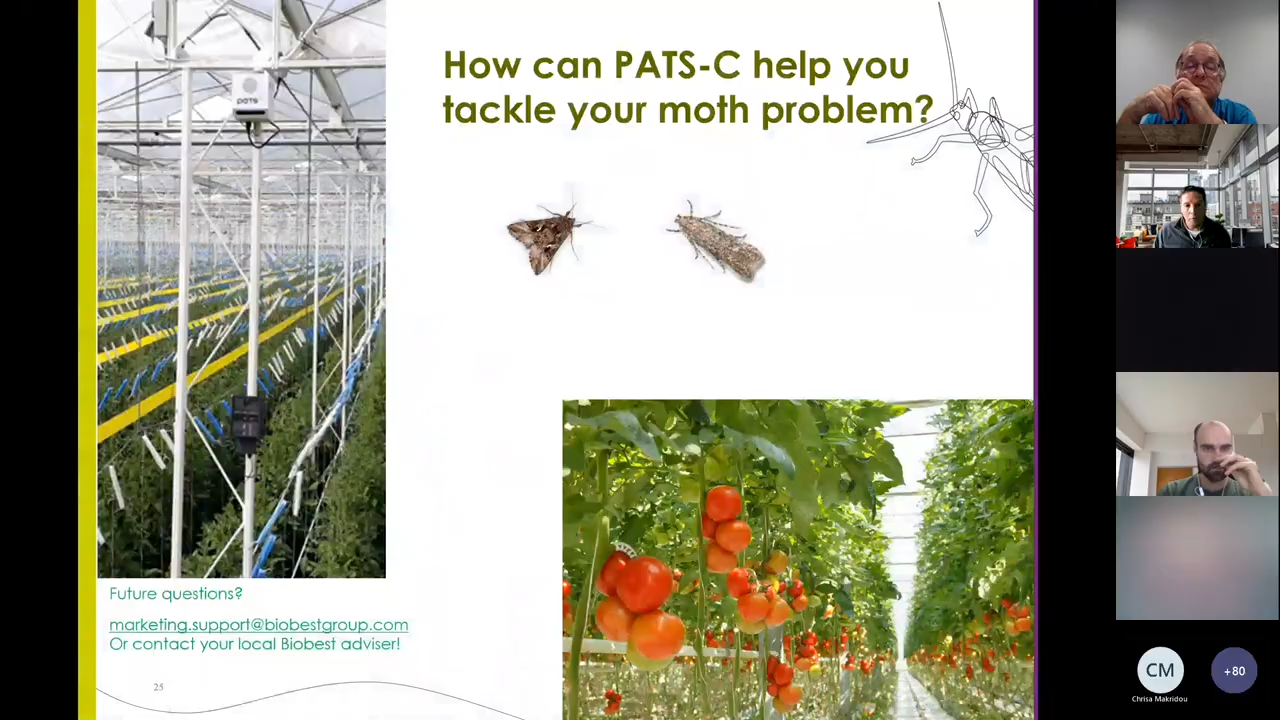 How can PATS-C help you
tackle your moth problem?
PATS
Future questions?
marketing.support@biobestgroup.com
Or contact your local Biobest adviser!
25
CM
+80
Chrisa Makridou